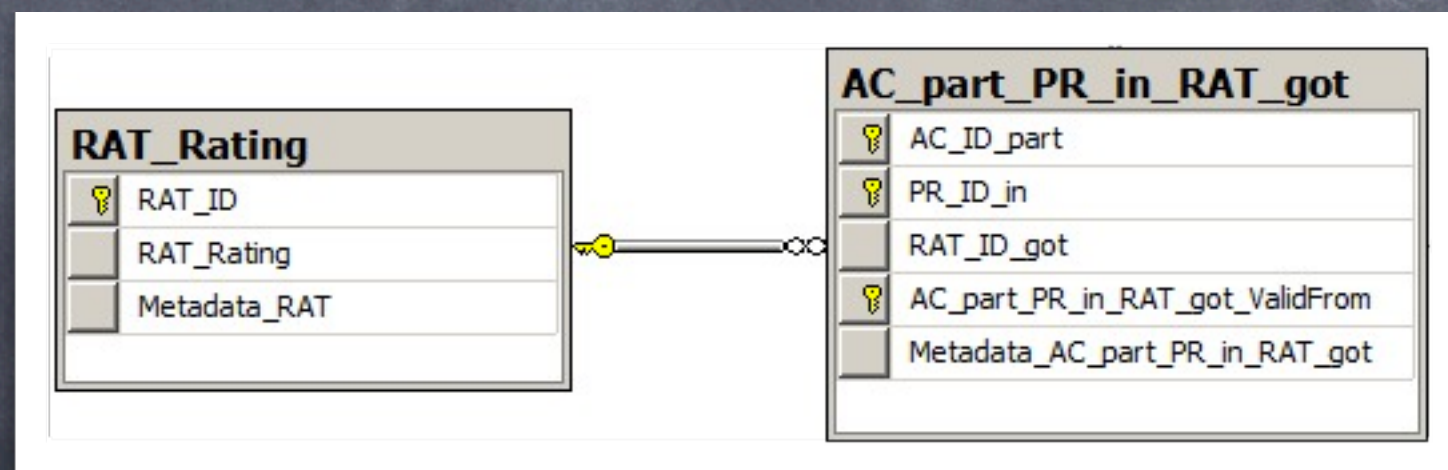 RAT_Rating
RAT_ID
RAT_Rating
Metadata_RAT
AC_part_PR_in_RAT_got
AC_ID_part
PR_ID_in
RAT_ID_got
AC_part_PR_in_RAT_got_ValidFrom
Metadata_AC_part_PR_in_RAT_got